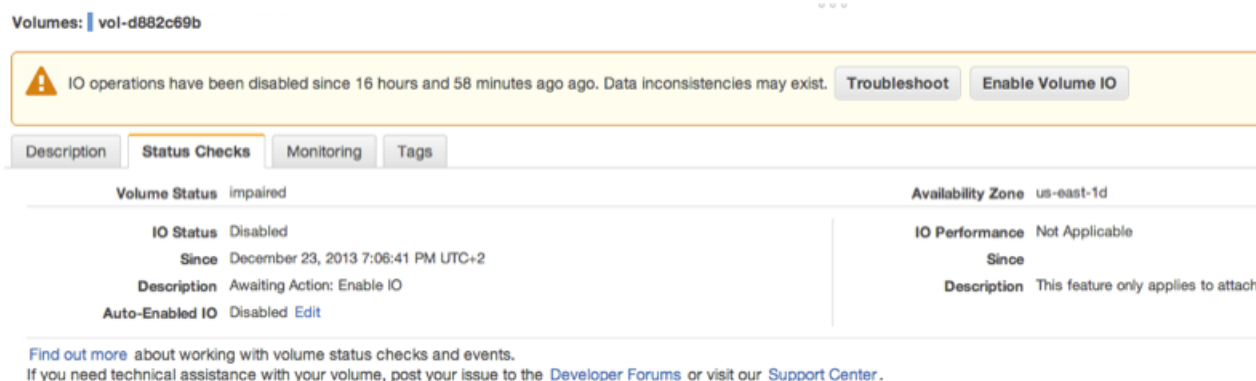 Volumes: vol-d882c69b
IO operations have been disabled since 16 hours and 58 minutes ago ago. Data inconsistencies may exist. Troubleshoot Enable Volume IO
Description Status Checks Monitoring Tags
Volume Status impaired Availability Zone us-east-1d
IO Status Disabled IO Performance Not Applicable
Since December 23, 2013 7:06:41 PM UTC+2 Since
Description Awaiting Action: Enable IO Description This feature only applies to attach
Auto-Enabled IO Disabled Edit
Find out more about working with volume status checks and events.
If you need technical assistance with your volume, post your issue to the Developer Forums or visit our Support Center.